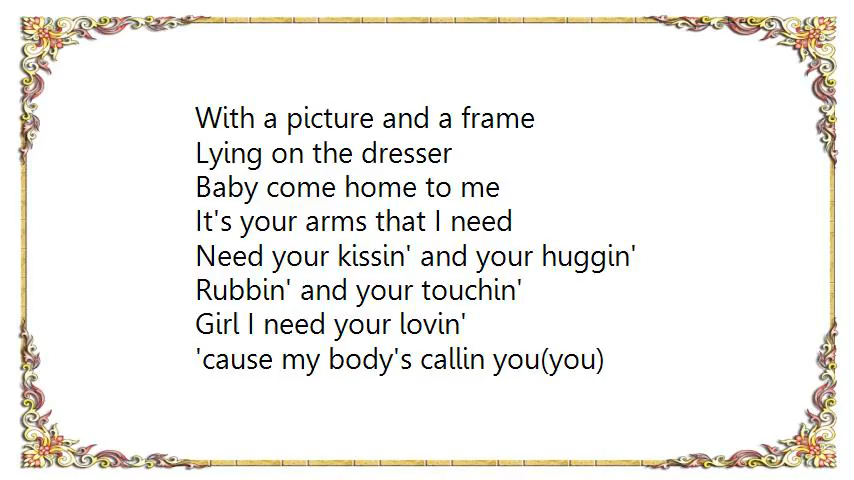 With a picture and a frame
Lying on the dresser
Baby come home to me
It's your arms that I need
Need your kissin' and your huggin'
Rubbin' and your touchin'
Girl I need your lovin'
'cause my body's callin you(you)